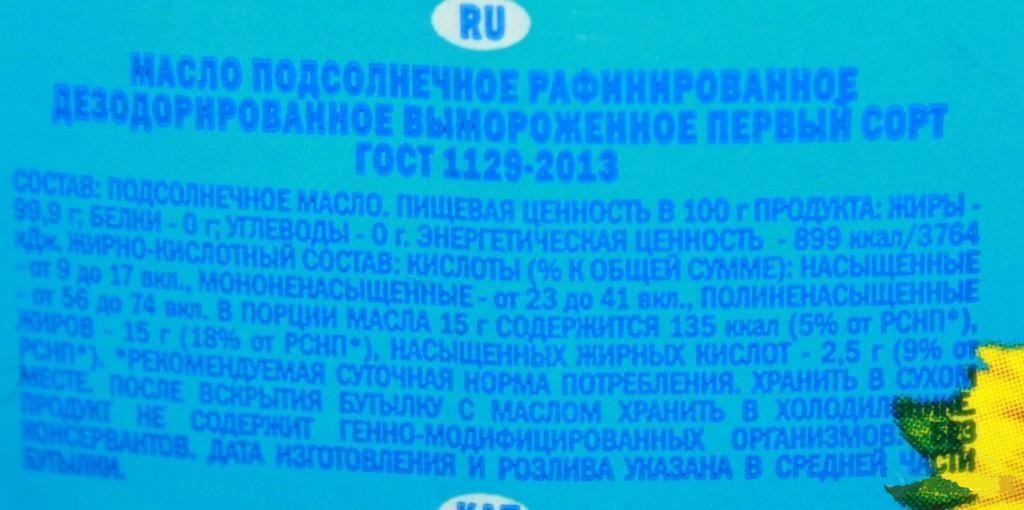 RU
МАСЛО ПОДСОЛНЕЧНОЕ РАФИНИРОВАННОЕ
ДЕЗОДОРИРОВАННОЕ ВЫМОРОЖЕННОЕ ПЕРВЫЙ СОРТ
ГОСТ 1129-2013
СОСТАВ: ПОДСОЛНЕЧНОЕ МАСЛО. ПИЩЕВАЯ ЦЕННОСТЬ В 100 г ПРОДУКТА: ЖИРЫ -
99,9 г; БЕЛКИ - 0 г; УГЛЕВОДЫ - 0 г. ЭНЕРГЕТИЧЕСКАЯ ЦЕННОСТЬ - 899 ккал/3764
кДж. ЖИРНО-КИСЛОТНЫЙ СОСТАВ: КИСЛОТЫ (% К ОБЩЕЙ СУММЕ): НАСЫЩЕННЫЕ
- от 9 до 17 вкл., МОНОНЕНАСЫЩЕННЫЕ - от 23 до 41 вкл., ПОЛИНЕНАСЫЩЕННЫЕ
- от 56 до 74 вкл. В ПОРЦИИ МАСЛА 15 г СОДЕРЖИТСЯ 135 ккал (5% от РСНП*),
ЖИРОВ - 15 г (18% от РСНП*), НАСЫЩЕННЫХ ЖИРНЫХ КИСЛОТ - 2,5 г (9% от
РСНП*). *РЕКОМЕНДУЕМАЯ СУТОЧНАЯ НОРМА ПОТРЕБЛЕНИЯ. ХРАНИТЬ В СУХОМ
МЕСТЕ. ПОСЛЕ ВСКРЫТИЯ БУТЫЛКУ С МАСЛОМ ХРАНИТЬ В ХОЛОДИЛЬНИКЕ.
ПРОДУКТ НЕ СОДЕРЖИТ ГЕННО-МОДИФИЦИРОВАННЫХ ОРГАНИЗМОВ. БЕЗ
КОНСЕРВАНТОВ. ДАТА ИЗГОТОВЛЕНИЯ И РОЗЛИВА УКАЗАНА В СРЕДНЕЙ ЧАСТИ
БУТЫЛКИ.